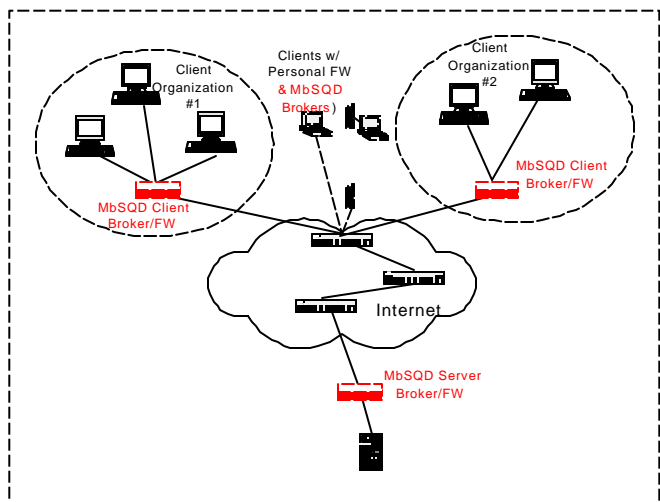 Client
Organization
#1
Clients w/
Personal FW
& MbSQD
Brokers)
Client
Organization
#2
MbSQD Client
Broker/FW
MbSQD Client
Broker/FW
Internet
MbSQD Server
Broker/FW